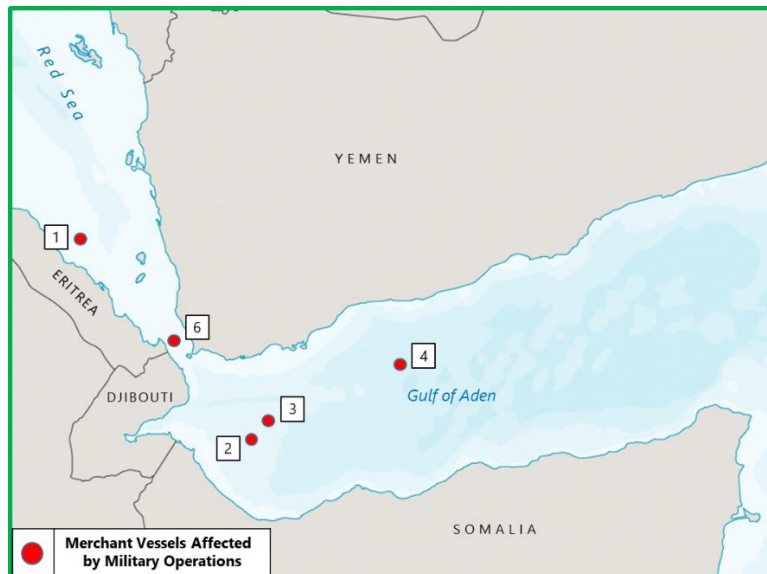 Red Sea
YEMEN
1
ERITREA
6
4
DJIBOUTI
Gulf of Aden
3
2
SOMALIA
Merchant Vessels Affected
by Military Operations